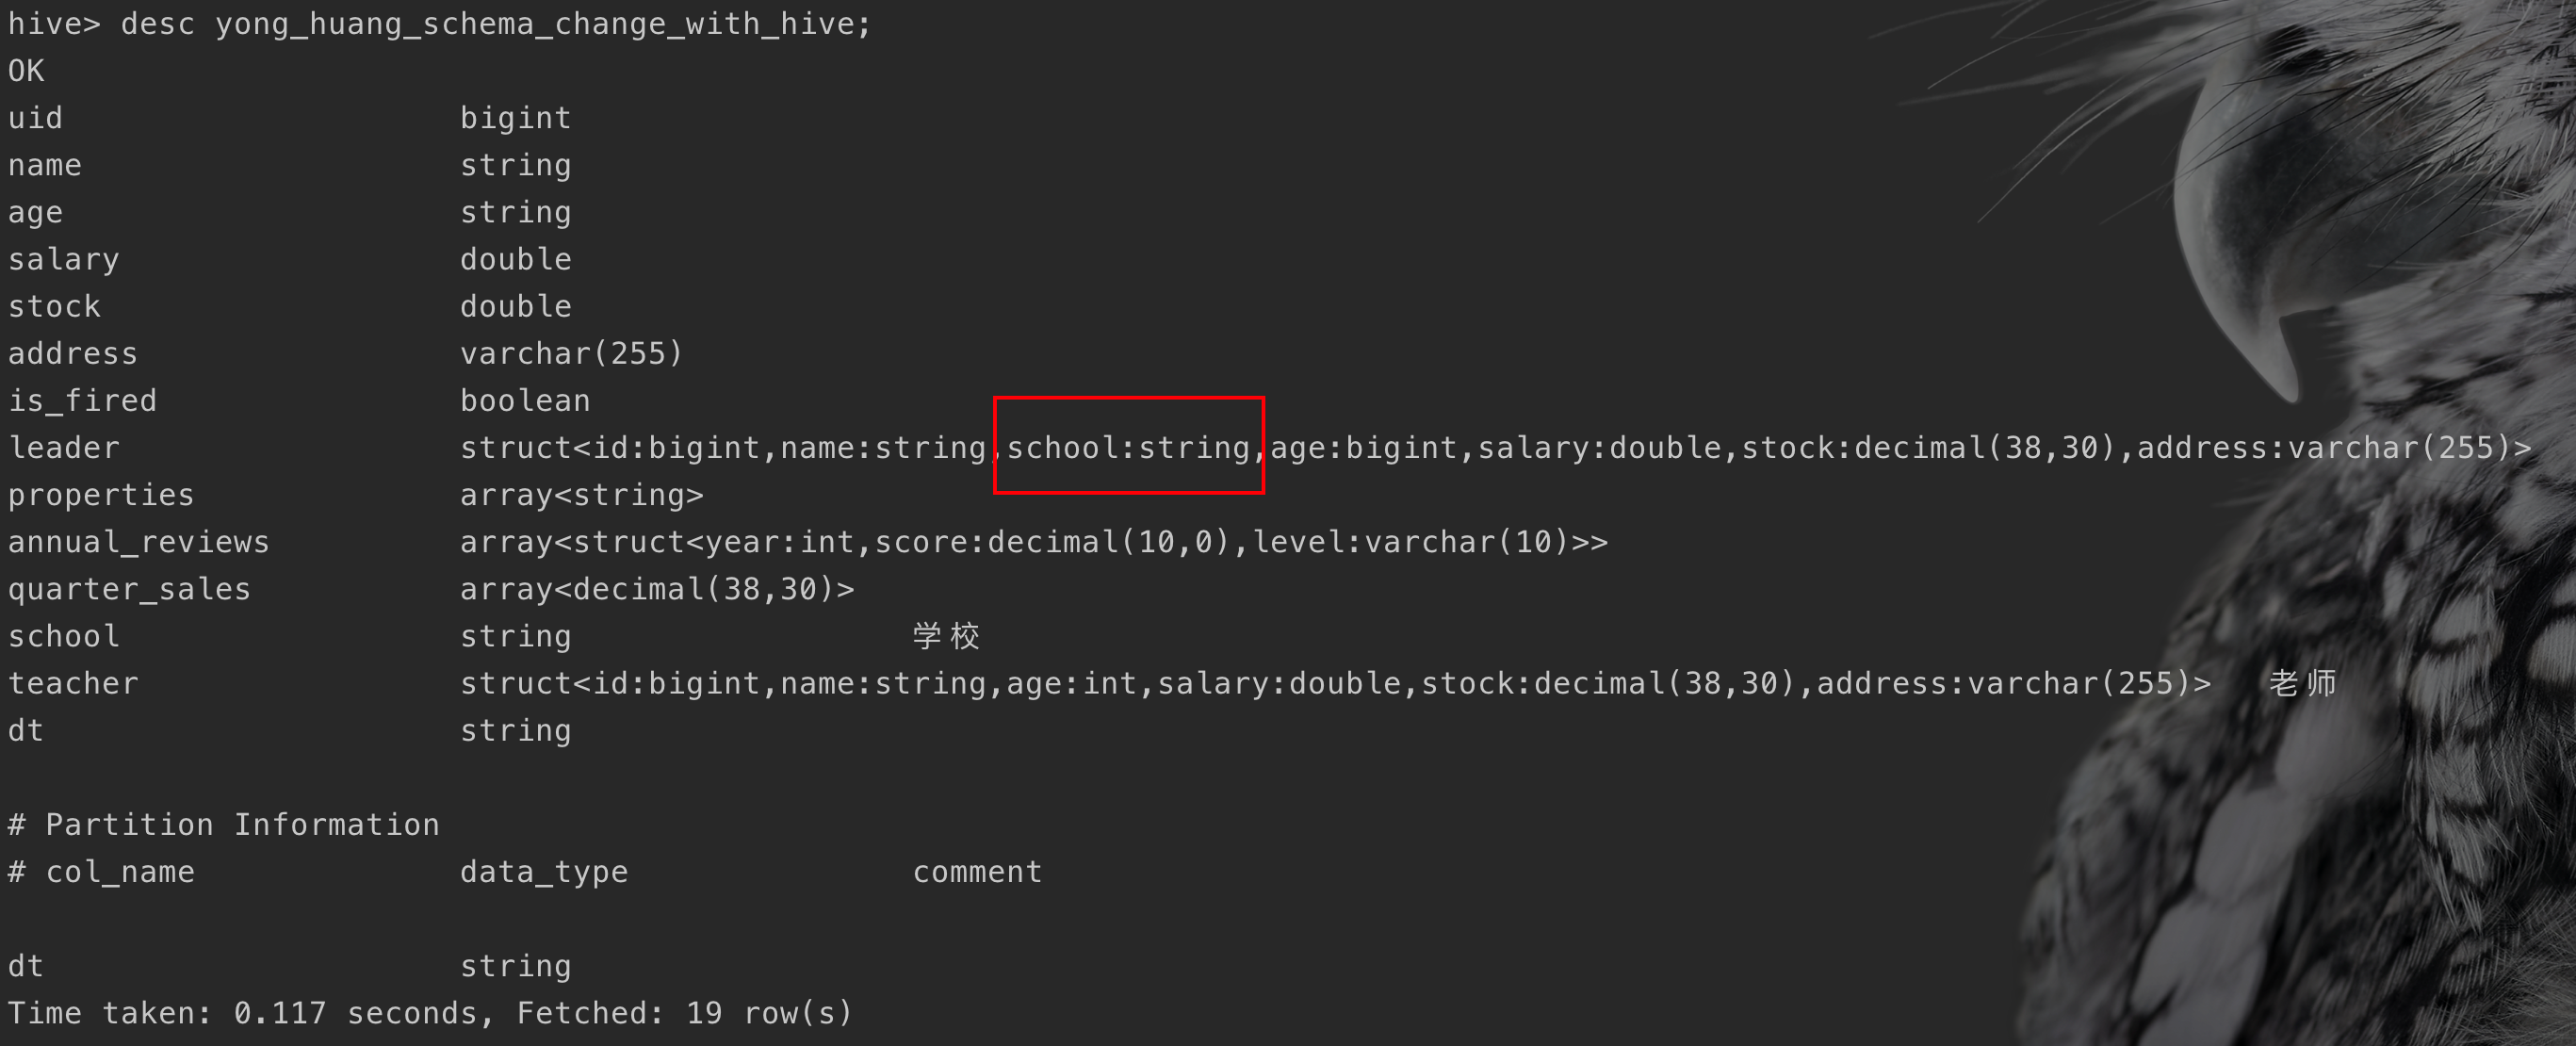 hive> desc yong_huang_schema_change_with_hive;
OK
uid bigint
name string
age string
salary double
stock double
address varchar(255)
is_fired boolean
leader struct<id:bigint,name:string,school:string,age:bigint,salary:double,stock:decimal(38,30),address:varchar(255)>
properties array<string>
annual_reviews array<struct<year:int,score:decimal(10,0),level:varchar(10)>>
quarter_sales array<decimal(38,30)>
school string 学校
teacher struct<id:bigint,name:string,age:int,salary:double,stock:decimal(38,30),address:varchar(255)> 老师
dt string
# Partition Information
# col_name data_type comment
dt string
Time taken: 0.117 seconds, Fetched: 19 row(s)